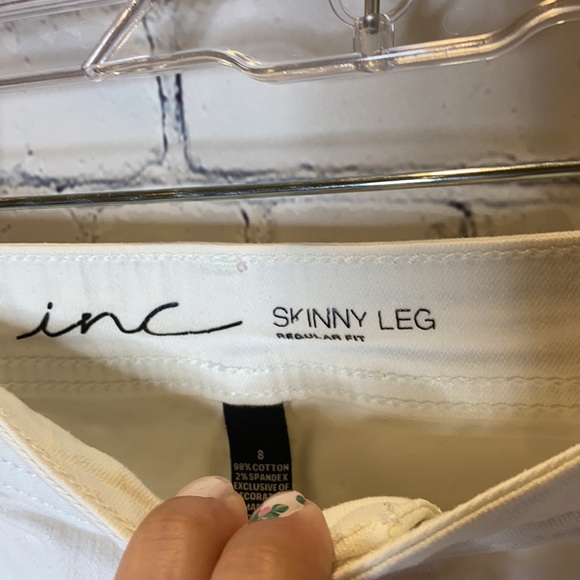 inc SKINNY LEG
REGULAR FIT
8
98% COTTON
2% SPANDEX
EXCLUSIVE OF